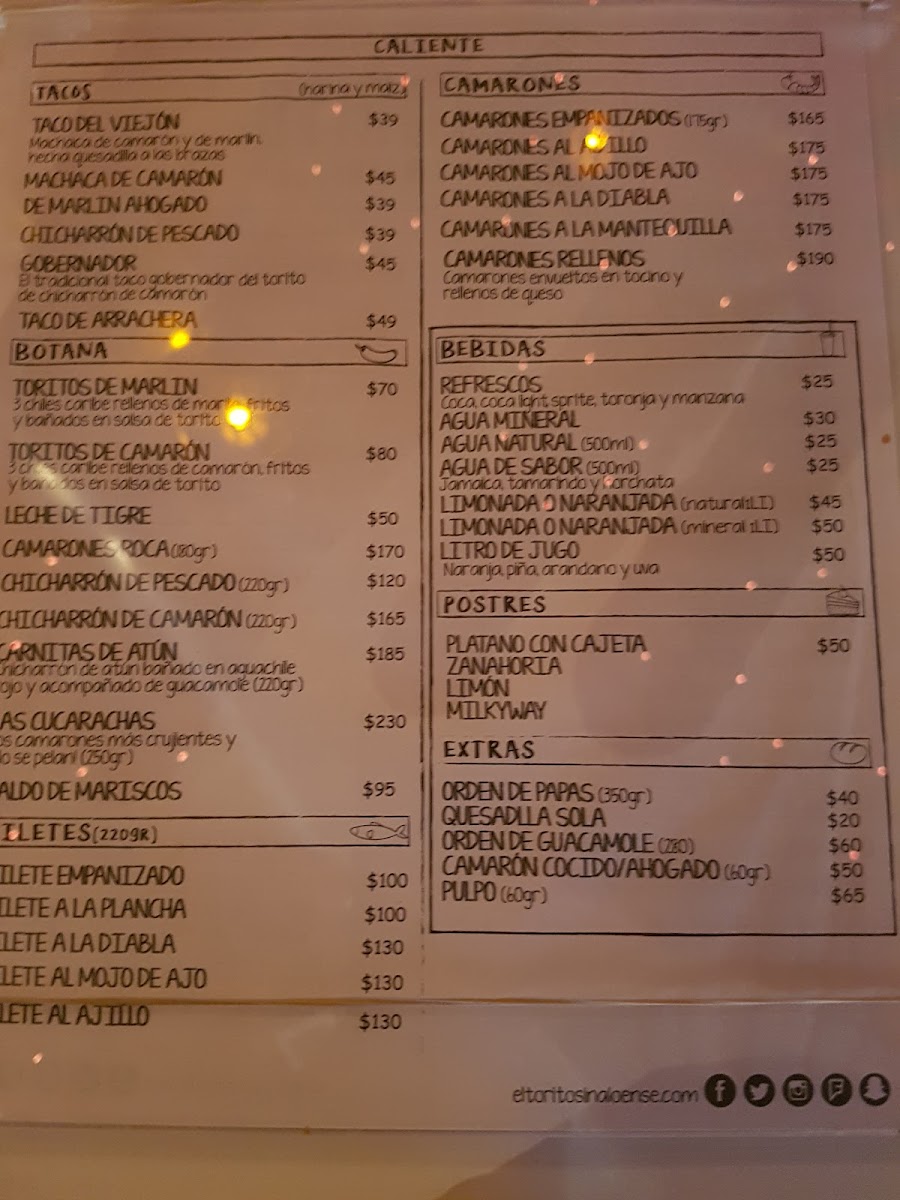 CALIENTE
TACOS (harina y maiz)
TACO DEL VIEJÓN $39
Machaca de camarón y de marlin,
hecha quesadilla a las brazas
MACHACA DE CAMARÓN $45
DE MARLIN AHOGADO $39
CHICHARRÓN DE PESCADO $39
GOBERNADOR $45
El tradicional taco gobernador del torito
de chicharrón de camarón
TACO DE ARRACHERA $49
BOTANA
TORITOS DE MARLIN $70
3 chiles caribe rellenos de marlin, fritos
y bañados en salsa de torito
TORITOS DE CAMARÓN $80
3 chiles caribe rellenos de camarón, fritos
y bañados en salsa de torito
LECHE DE TIGRE $50
CAMARONES ROCA (180gr) $170
CHICHARRÓN DE PESCADO (220gr) $120
CHICHARRÓN DE CAMARÓN (220gr) $165
CARNITAS DE ATÚN $185
chicharrón de atún bañado en aguachile
ojo y acompañado de guacamole (220gr)
AS CUCARACHAS $230
os camarones más crujientes y
lo se pelan! (250gr)
ALDO DE MARISCOS $95
ILETES (220gR)
ILETE EMPANIZADO $100
ILETE A LA PLANCHA $100
ILETE A LA DIABLA $130
ILETE AL MOJO DE AJO $130
LETE AL AJILLO $130
CAMARONES
CAMARONES EMPANIZADOS (175gr) $165
CAMARONES AL AJILLO $175
CAMARONES AL MOJO DE AJO $175
CAMARONES A LA DIABLA $175
CAMARONES A LA MANTEQUILLA $175
CAMARONES RELLENOS $190
Camarones envueltos en tocino y
rellenos de queso
BEBIDAS
REFRESCOS $25
Coca, coca light, sprite, toronja y manzana
AGUA MINERAL $30
AGUA NATURAL (500ml) $25
AGUA DE SABOR (500ml) $25
Jamaica, tamarindo y horchata
LIMONADA O NARANJADA (natural 1LI) $45
LIMONADA O NARANJADA (mineral 1LI) $50
LITRO DE JUGO $50
Naranja, piña, arandano y uva
POSTRES
PLATANO CON CAJETA $50
ZANAHORIA
LIMÓN
MILKYWAY
EXTRAS
ORDEN DE PAPAS (350gr) $40
QUESADLLA SOLA $20
ORDEN DE GUACAMOLE (280) $60
CAMARÓN COCIDO/AHOGADO (60gr) $50
PULPO (60gr) $65
eltoritosinaloense.com